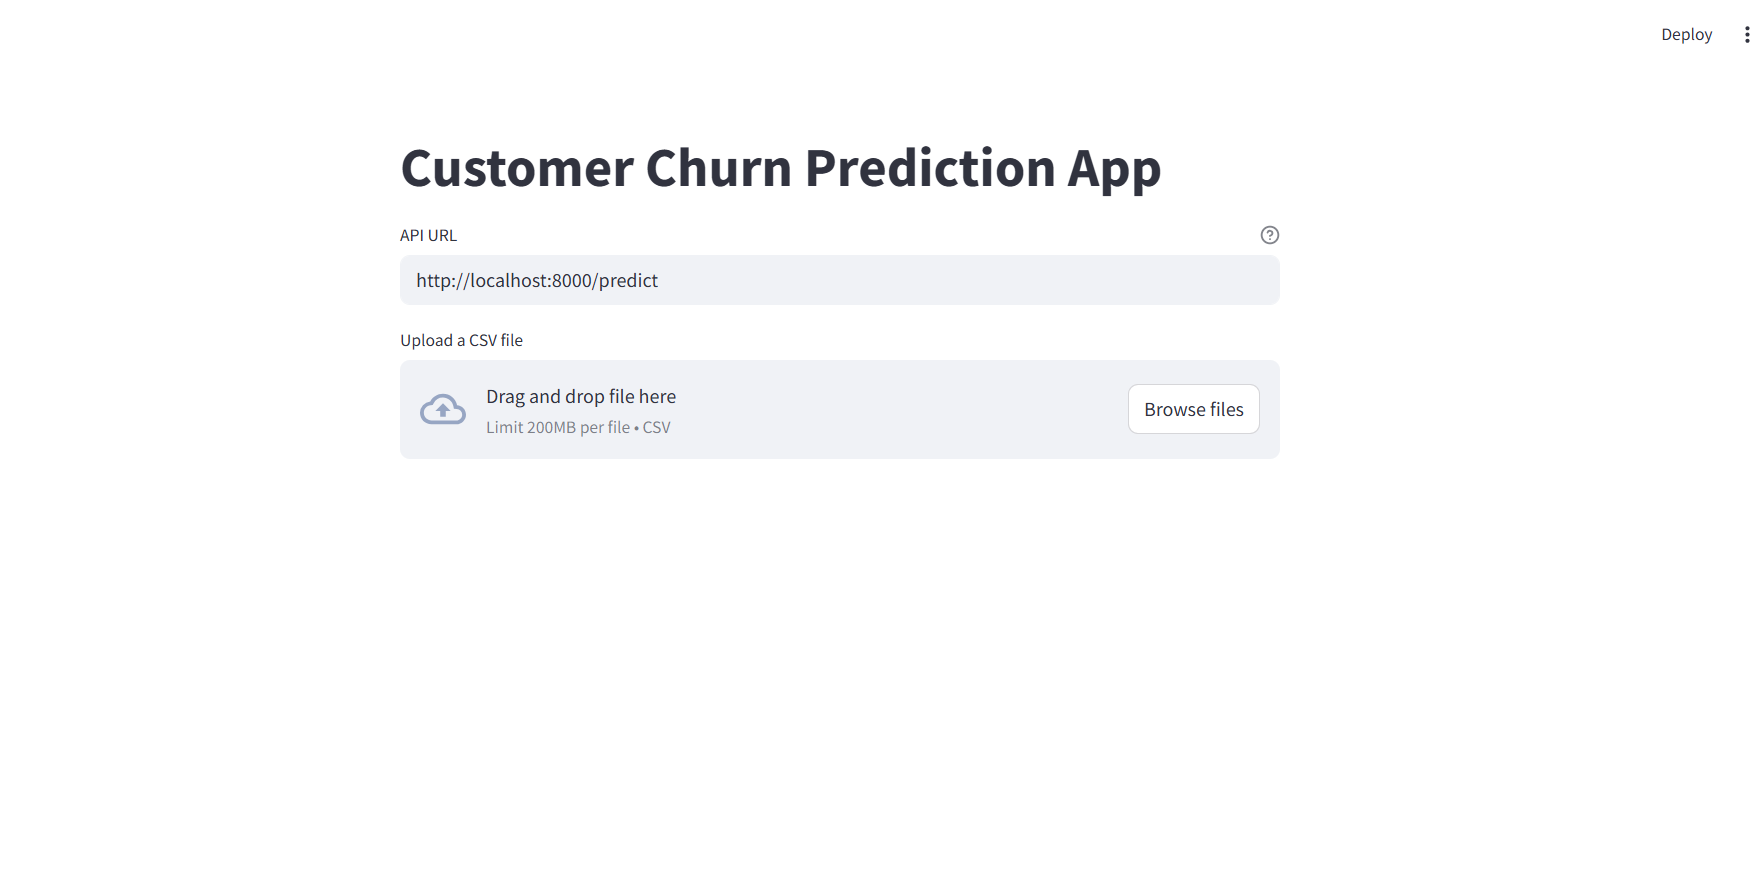 Deploy
Customer Churn Prediction App
API URL
http://localhost:8000/predict
Upload a CSV file
Drag and drop file here
Limit 200MB per file • CSV
Browse files